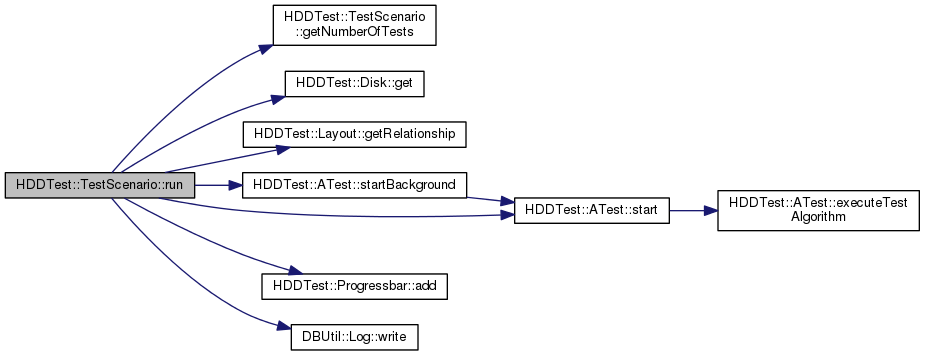 HDDTest::TestScenario
::getNumberOfTests
HDDTest::Disk::get
HDDTest::Layout::getRelationship
HDDTest::TestScenario::run
HDDTest::ATest::startBackground
HDDTest::ATest::start
HDDTest::ATest::executeTest
Algorithm
HDDTest::Progressbar::add
DBUtil::Log::write